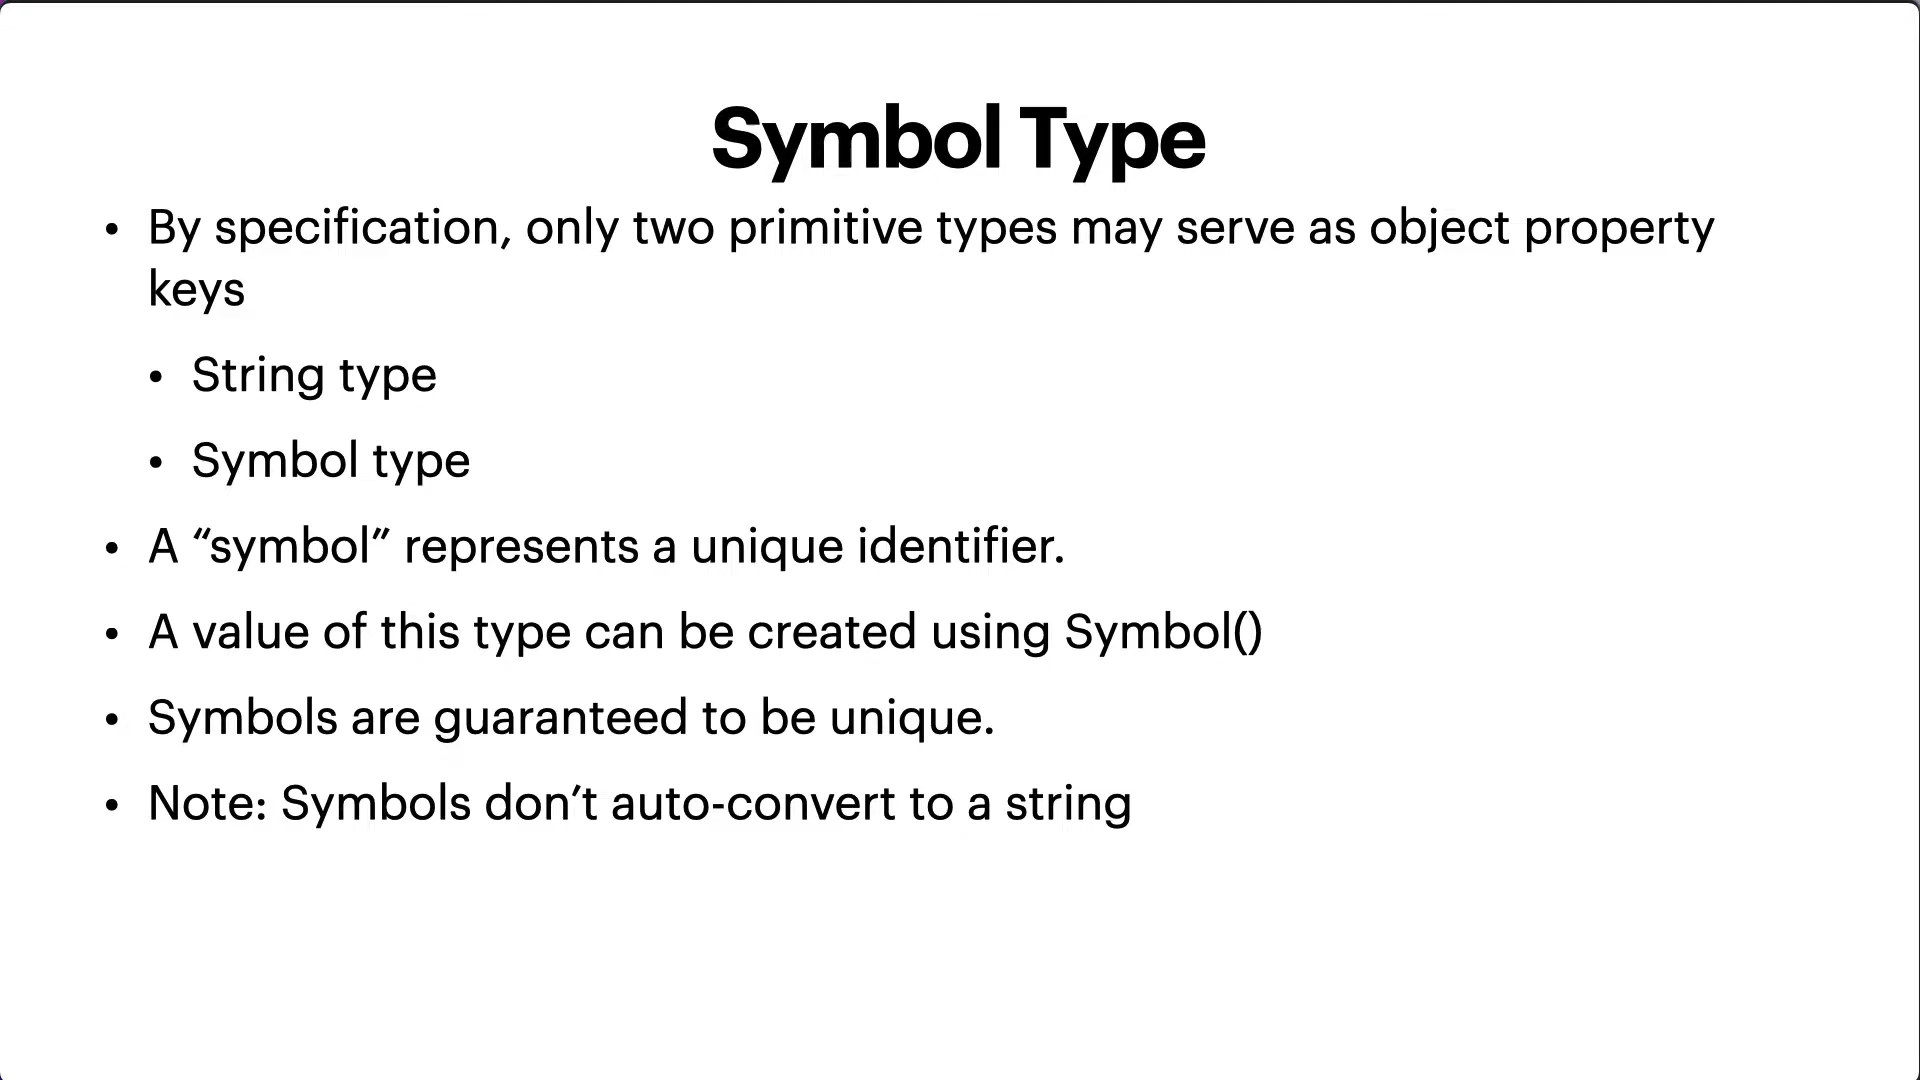 Symbol Type
• By specification, only two primitive types may serve as object property
keys
• String type
• Symbol type
• A “symbol” represents a unique identifier.
• A value of this type can be created using Symbol()
• Symbols are guaranteed to be unique.
• Note: Symbols don’t auto-convert to a string